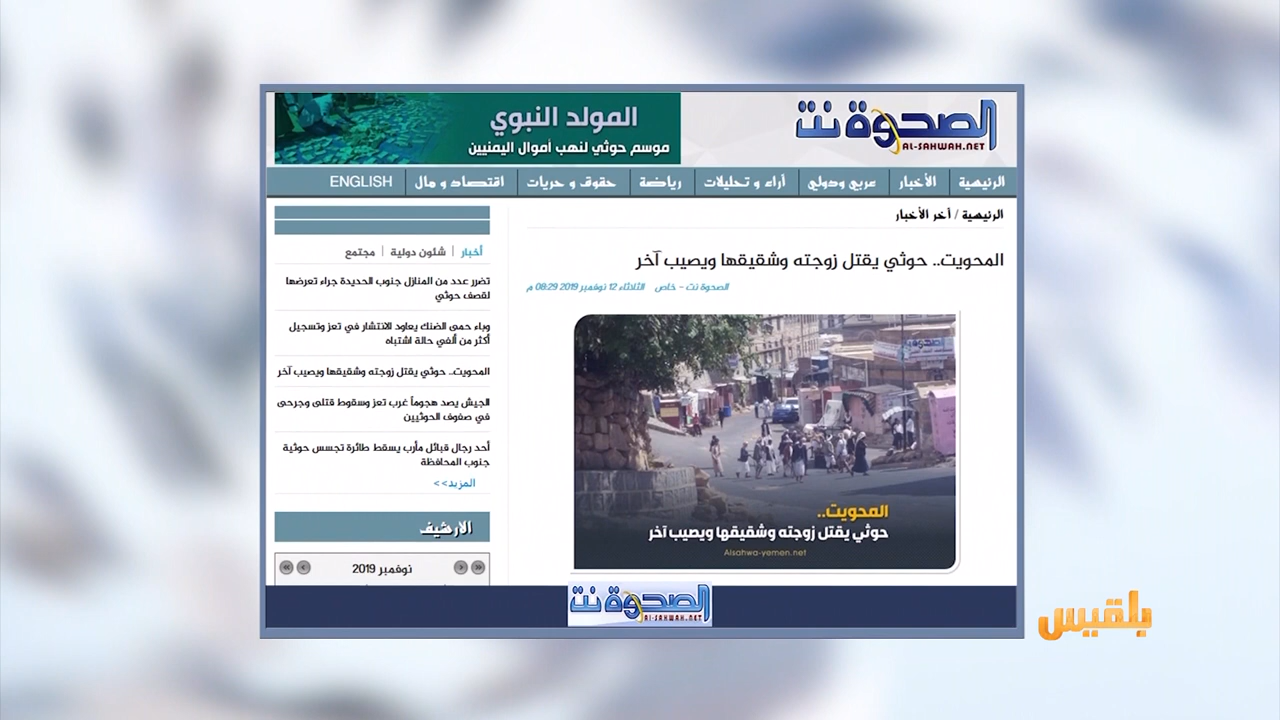 المولد النبوي
موسم حوثي لنهب أموال اليمنيين
الصحوة نت
AL-SAHWAH.NET
الرئيسية
الأخبار
عربي ودولي
آراء و تحليلات
رياضة
حقوق و حريات
اقتصاد و مال
ENGLISH
الرئيسية / آخر الأخبار
المحويت.. حوثي يقتل زوجته وشقيقها ويصيب آخر
الصحوة نت - خاص الثلاثاء 12 نوفمبر 2019 08:29 م
المحويت..
حوثي يقتل زوجته وشقيقها ويصيب آخر
Alsahwa-yemen.net
أخبار | شئون دولية | مجتمع
تضرر عدد من المنازل جنوب الحديدة جراء تعرضها
لقصف حوثي
وباء حمى الضنك يعاود الانتشار في تعز وتسجيل
أكثر من ألفي حالة اشتباه
المحويت.. حوثي يقتل زوجته وشقيقها ويصيب آخر
الجيش يصد هجوماً غرب تعز وسقوط قتلى وجرحى
في صفوف الحوثيين
أحد رجال قبائل مأرب يسقط طائرة تجسس حوثية
جنوب المحافظة
المزيد>>
الارشيف
نوفمبر 2019
الصحوة نت
AL-SAHWAH.NET
بلقيس